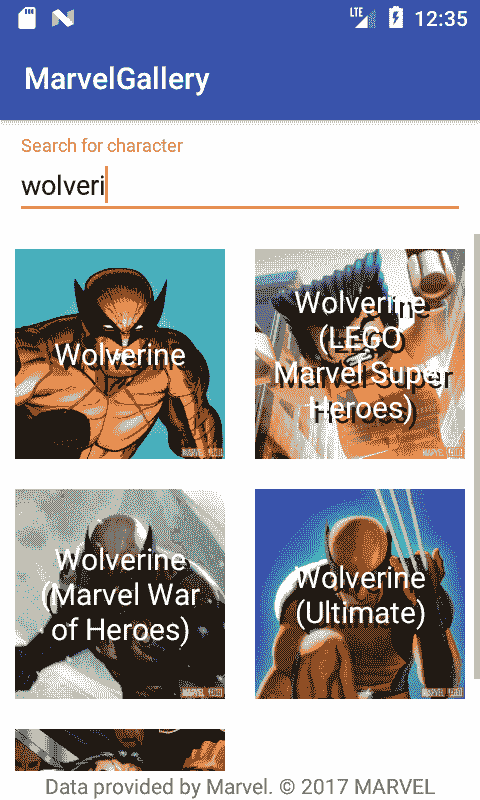 LTE
12:35
MarvelGallery
Search for character
wolveri
Wolverine
Wolverine
(LEGO
Marvel Super
Heroes)
Wolverine
(Marvel War
of Heroes)
Wolverine
(Ultimate)
Data provided by Marvel. © 2017 MARVEL